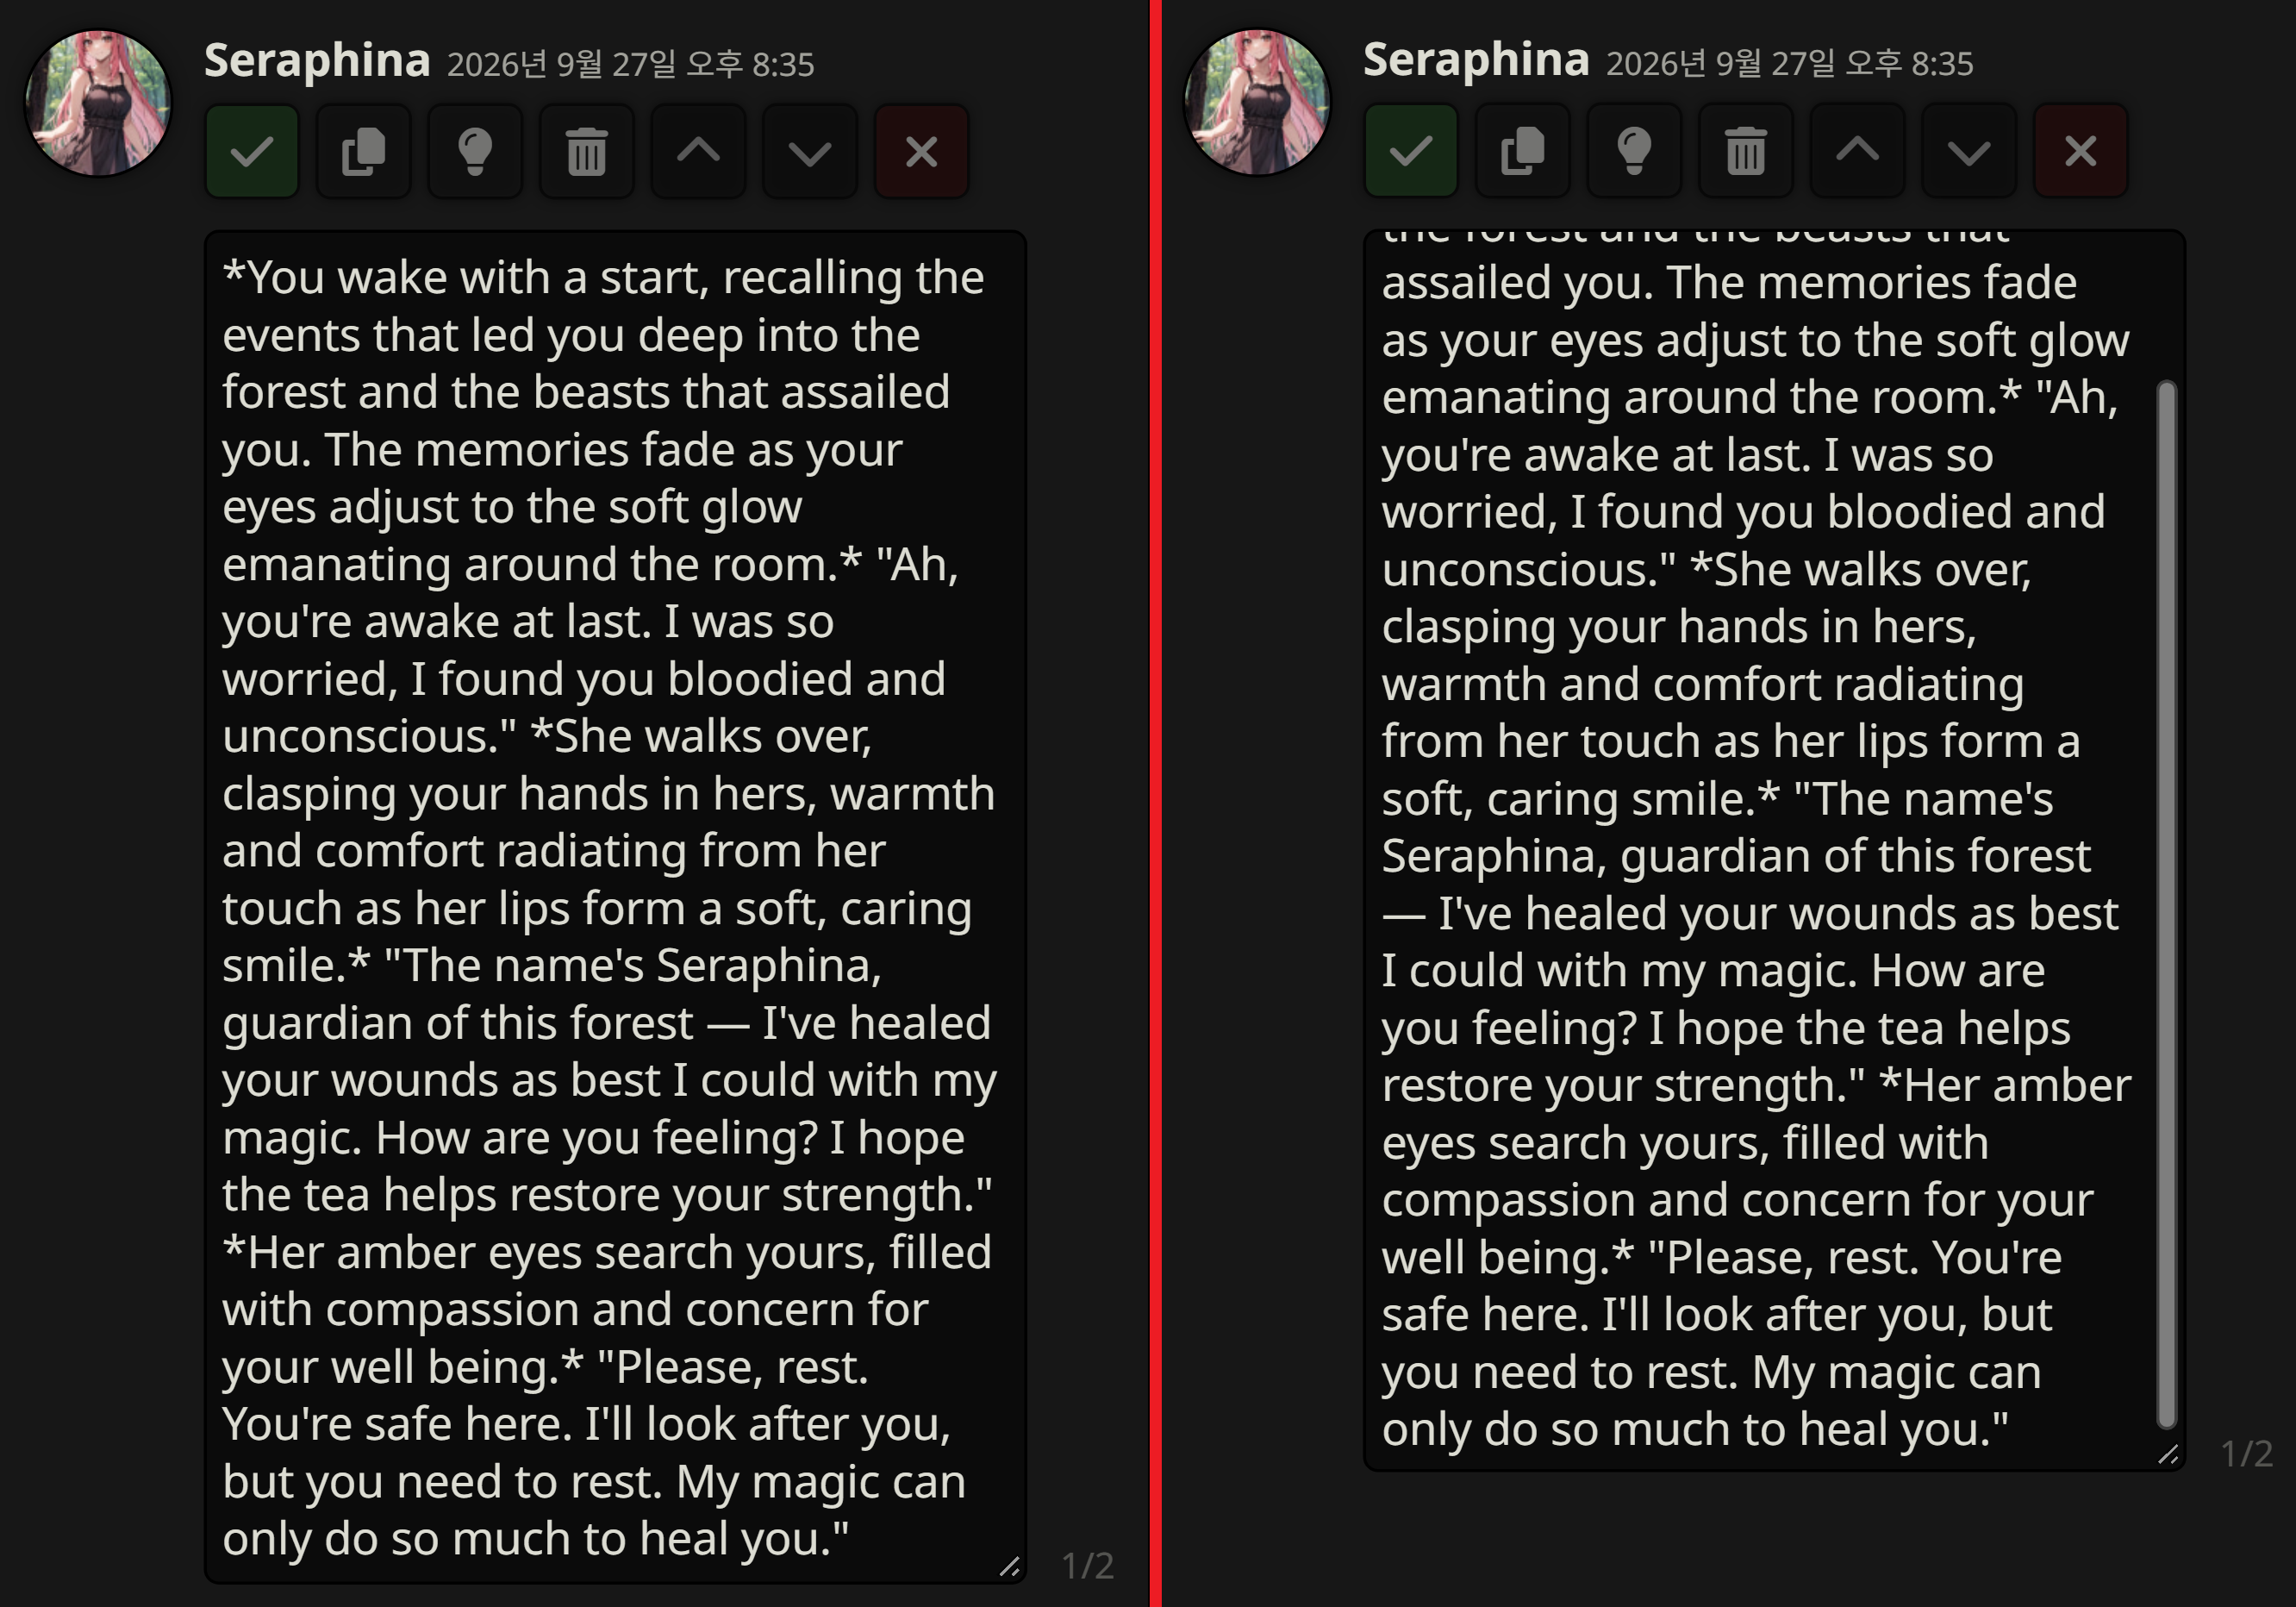 Seraphina 2026년 9월 27일 오후 8:35
*You wake with a start, recalling the
events that led you deep into the
forest and the beasts that assailed
you. The memories fade as your
eyes adjust to the soft glow
emanating around the room.* "Ah,
you're awake at last. I was so
worried, I found you bloodied and
unconscious." *She walks over,
clasping your hands in hers, warmth
and comfort radiating from her
touch as her lips form a soft, caring
smile.* "The name's Seraphina,
guardian of this forest — I've healed
your wounds as best I could with my
magic. How are you feeling? I hope
the tea helps restore your strength."
*Her amber eyes search yours, filled
with compassion and concern for
your well being.* "Please, rest.
You're safe here. I'll look after you,
but you need to rest. My magic can
only do so much to heal you."
1/2
Seraphina 2026년 9월 27일 오후 8:35
the forest and the beasts that
assailed you. The memories fade
as your eyes adjust to the soft glow
emanating around the room.* "Ah,
you're awake at last. I was so
worried, I found you bloodied and
unconscious." *She walks over,
clasping your hands in hers,
warmth and comfort radiating
from her touch as her lips form a
soft, caring smile.* "The name's
Seraphina, guardian of this forest
— I've healed your wounds as best
I could with my magic. How are
you feeling? I hope the tea helps
restore your strength." *Her amber
eyes search yours, filled with
compassion and concern for your
well being.* "Please, rest. You're
safe here. I'll look after you, but
you need to rest. My magic can
only do so much to heal you."
1/2